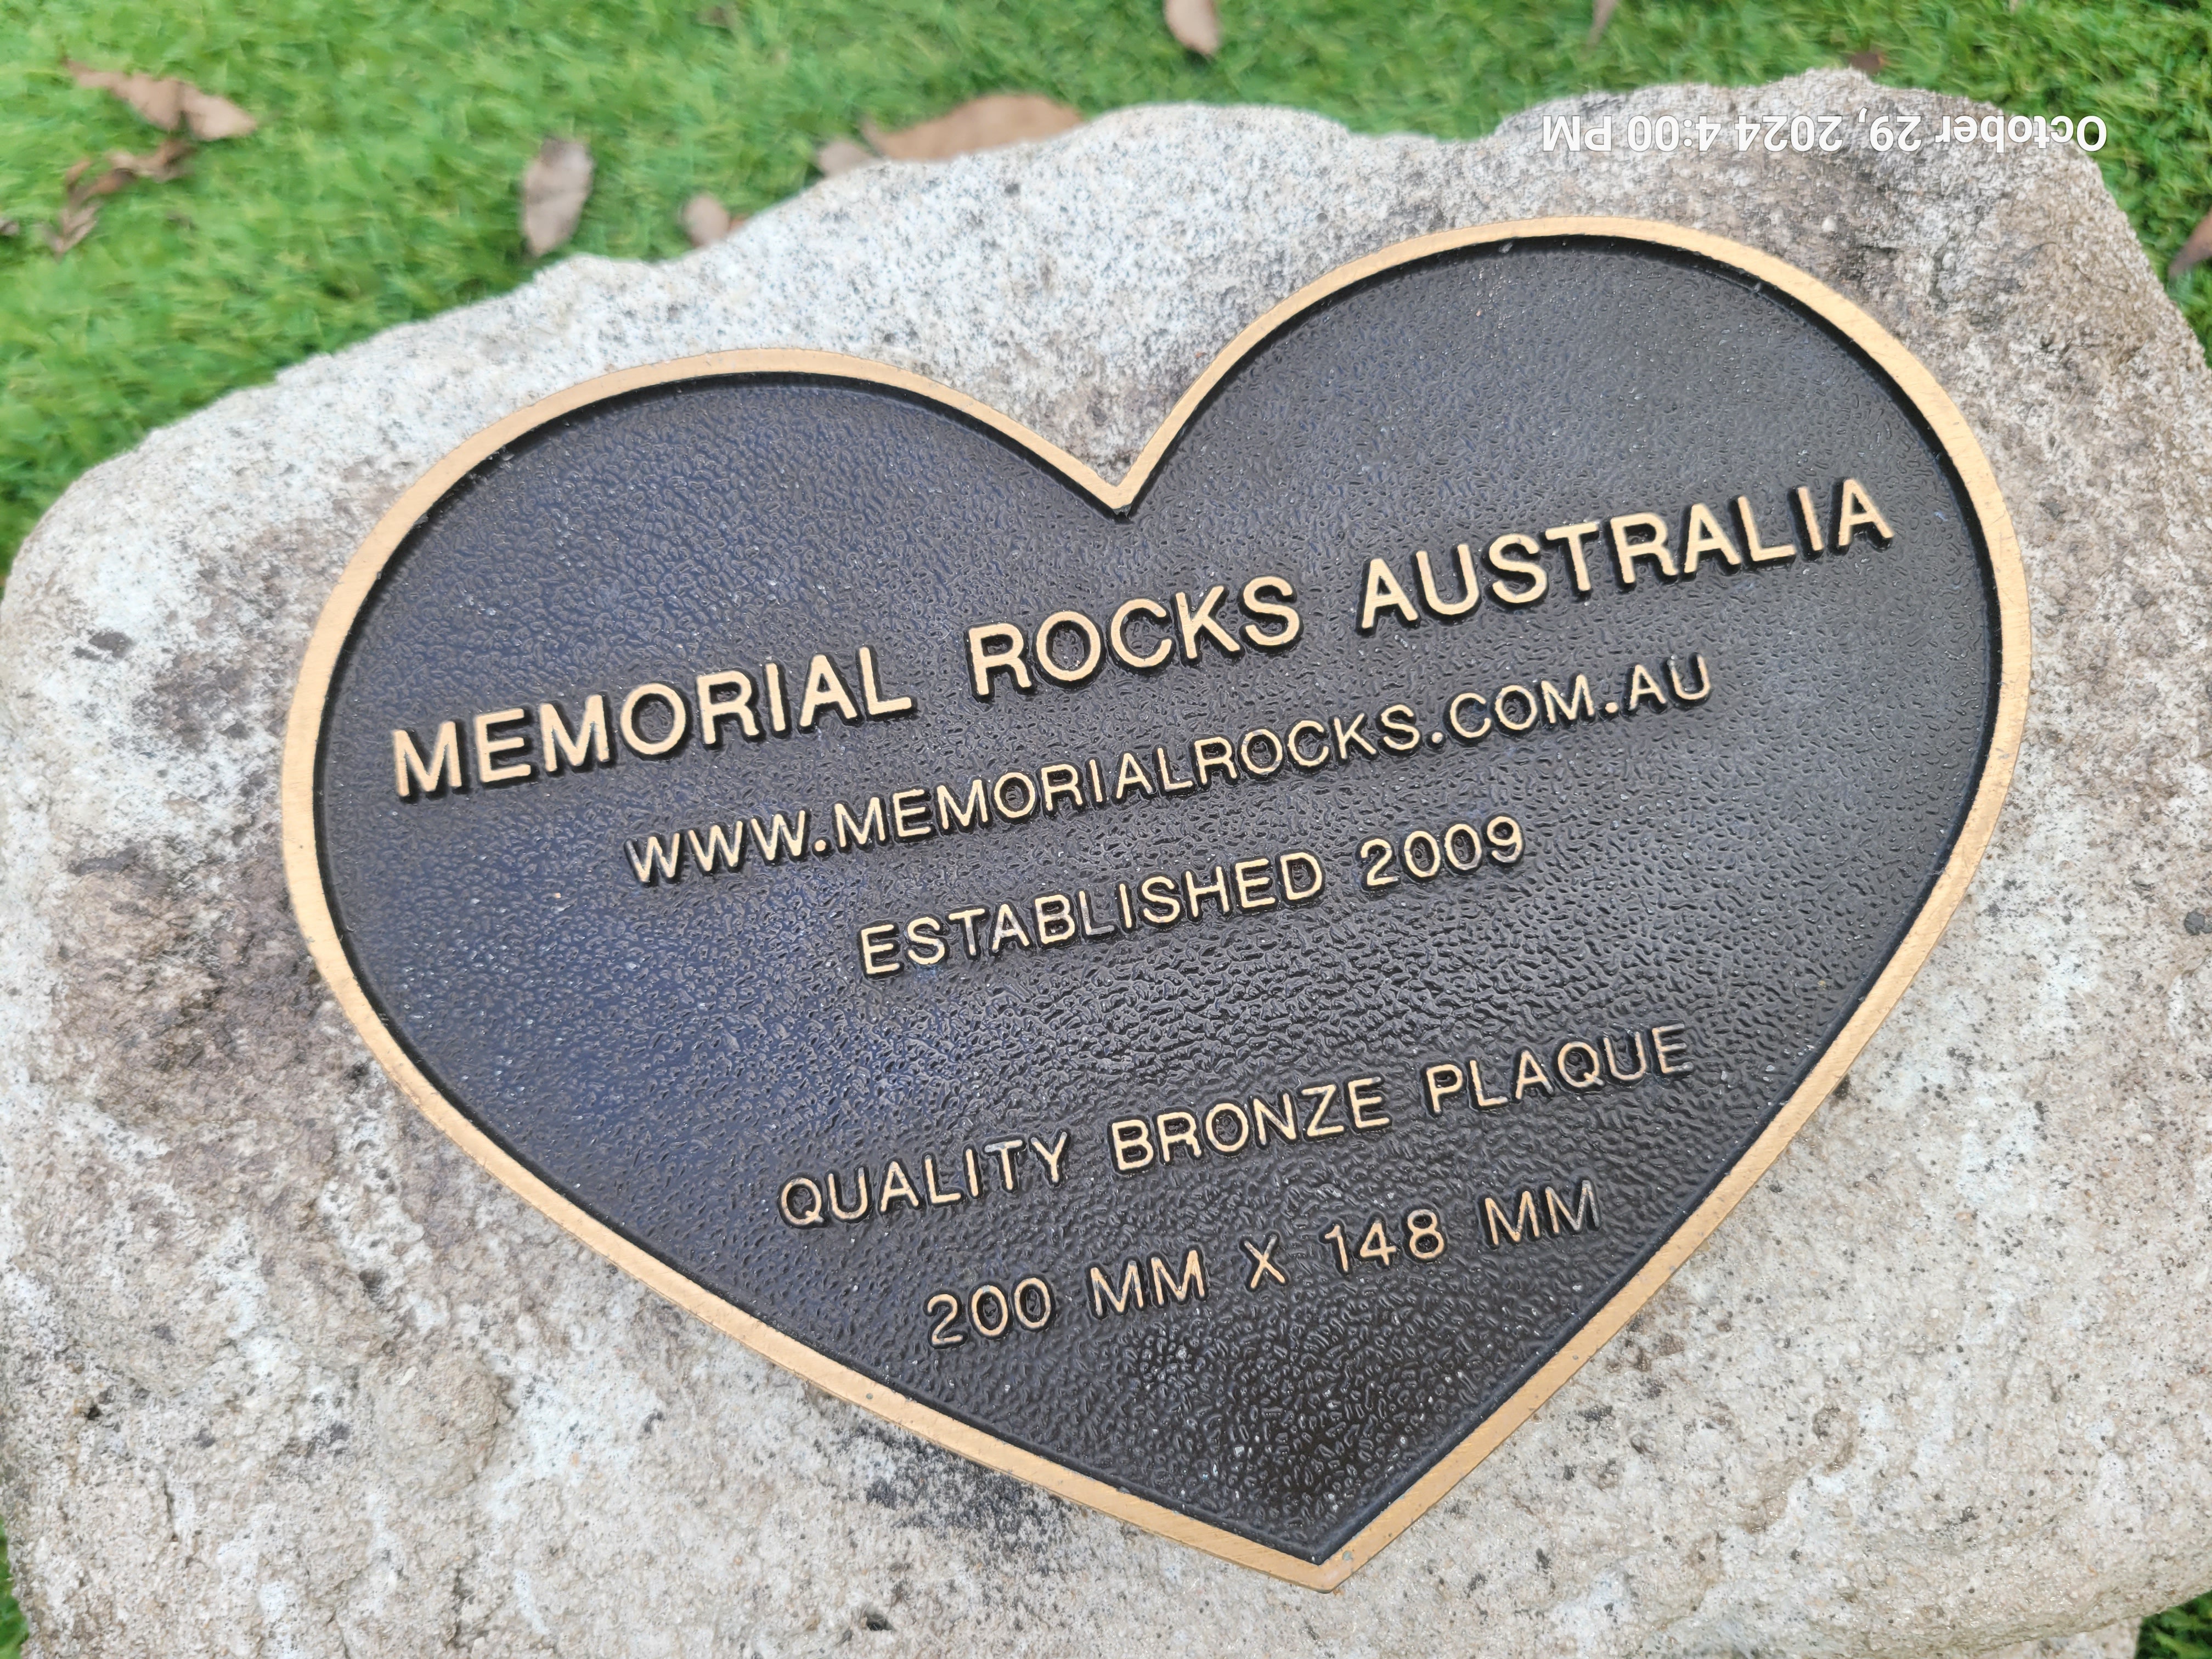 October 29, 2024 4:00 PM
MEMORIAL ROCKS AUSTRALIA
WWW.MEMORIALROCKS.COM.AU
ESTABLISHED 2009
QUALITY BRONZE PLAQUE
200 MM X 148 MM